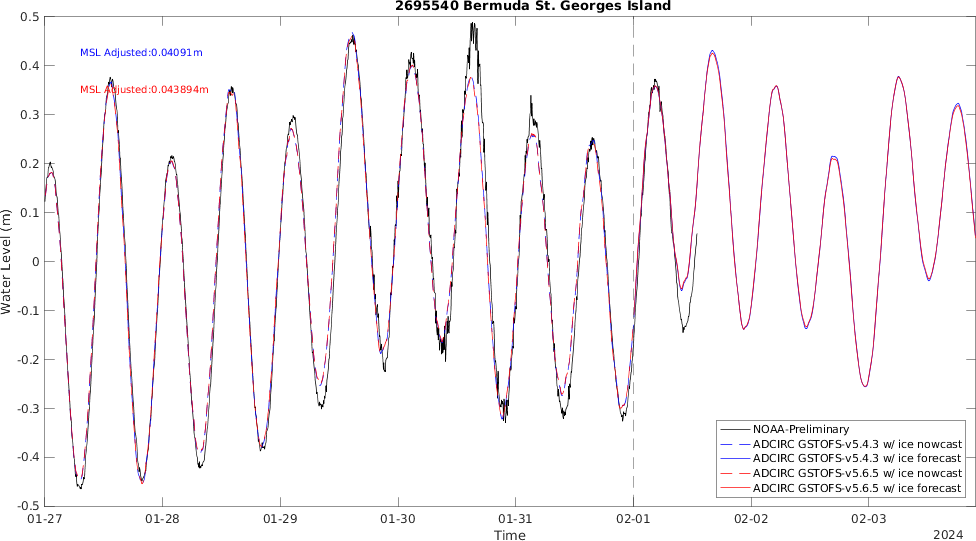 2695540 Bermuda St. Georges Island
MSL Adjusted:0.04091m
MSL Adjusted:0.043894m
Water Level (m)
0.5
0.4
0.3
0.2
0.1
0
-0.1
-0.2
-0.3
-0.4
-0.5
NOAA-Preliminary
ADCIRC GSTOFS-v5.4.3 w/ ice nowcast
ADCIRC GSTOFS-v5.4.3 w/ ice forecast
ADCIRC GSTOFS-v5.6.5 w/ ice nowcast
ADCIRC GSTOFS-v5.6.5 w/ ice forecast
01-27 01-28 01-29 01-30 01-31 02-01 02-02 02-03
Time
2024